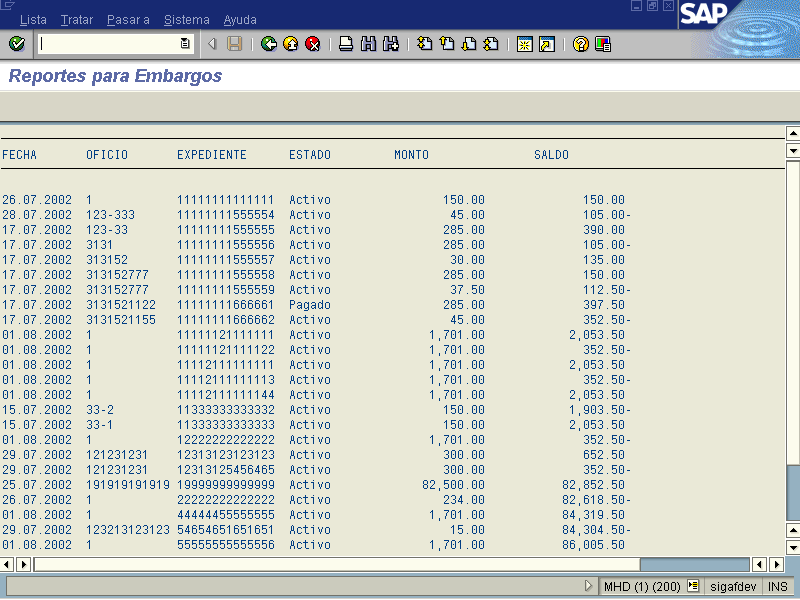 Lista Tratar Pasar a Sistema Ayuda
SAP
Reportes para Embargos
FECHA OFICIO EXPEDIENTE ESTADO MONTO SALDO
26.07.2002 1 11111111111111 Activo 150.00 150.00
28.07.2002 123-333 11111111555554 Activo 45.00 105.00-
17.07.2002 123-33 11111111555555 Activo 285.00 390.00
17.07.2002 3131 11111111555556 Activo 285.00 105.00-
17.07.2002 313152 11111111555557 Activo 30.00 135.00
17.07.2002 313152777 11111111555558 Activo 285.00 150.00
17.07.2002 313152777 11111111555559 Activo 37.50 112.50-
17.07.2002 3131521122 11111111666661 Pagado 285.00 397.50
17.07.2002 3131521155 11111111666662 Activo 45.00 352.50-
01.08.2002 1 11111121111111 Activo 1,701.00 2,053.50
01.08.2002 1 11111121111122 Activo 1,701.00 352.50-
01.08.2002 1 11112111111111 Activo 1,701.00 2,053.50
01.08.2002 1 11112111111113 Activo 1,701.00 352.50-
01.08.2002 1 11112111111144 Activo 1,701.00 2,053.50
15.07.2002 33-2 11333333333332 Activo 150.00 1,903.50-
15.07.2002 33-1 11333333333333 Activo 150.00 2,053.50
01.08.2002 1 12222222222222 Activo 1,701.00 352.50-
29.07.2002 121231231 12313123123123 Activo 300.00 652.50
29.07.2002 121231231 12313125456465 Activo 300.00 352.50-
25.07.2002 191919191919 19999999999999 Activo 82,500.00 82,852.50
26.07.2002 1 22222222222222 Activo 234.00 82,618.50-
01.08.2002 1 44444455555555 Activo 1,701.00 84,319.50
29.07.2002 123213123123 54654651651651 Activo 15.00 84,304.50-
01.08.2002 1 55555555555556 Activo 1,701.00 86,005.50
MHD (1) (200) sigafdev INS